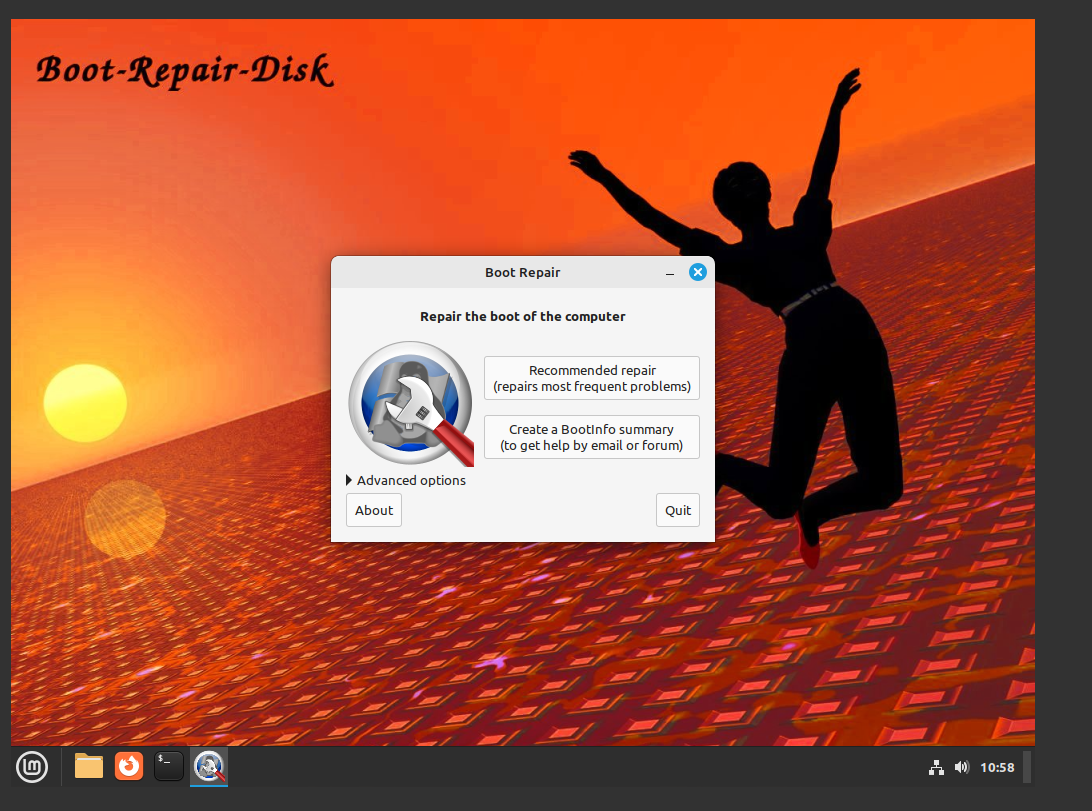 Boot-Repair-Disk
Boot Repair
Repair the boot of the computer
Recommended repair
(repairs most frequent problems)
Create a BootInfo summary
(to get help by email or forum)
Advanced options
About
Quit
$_
10:58